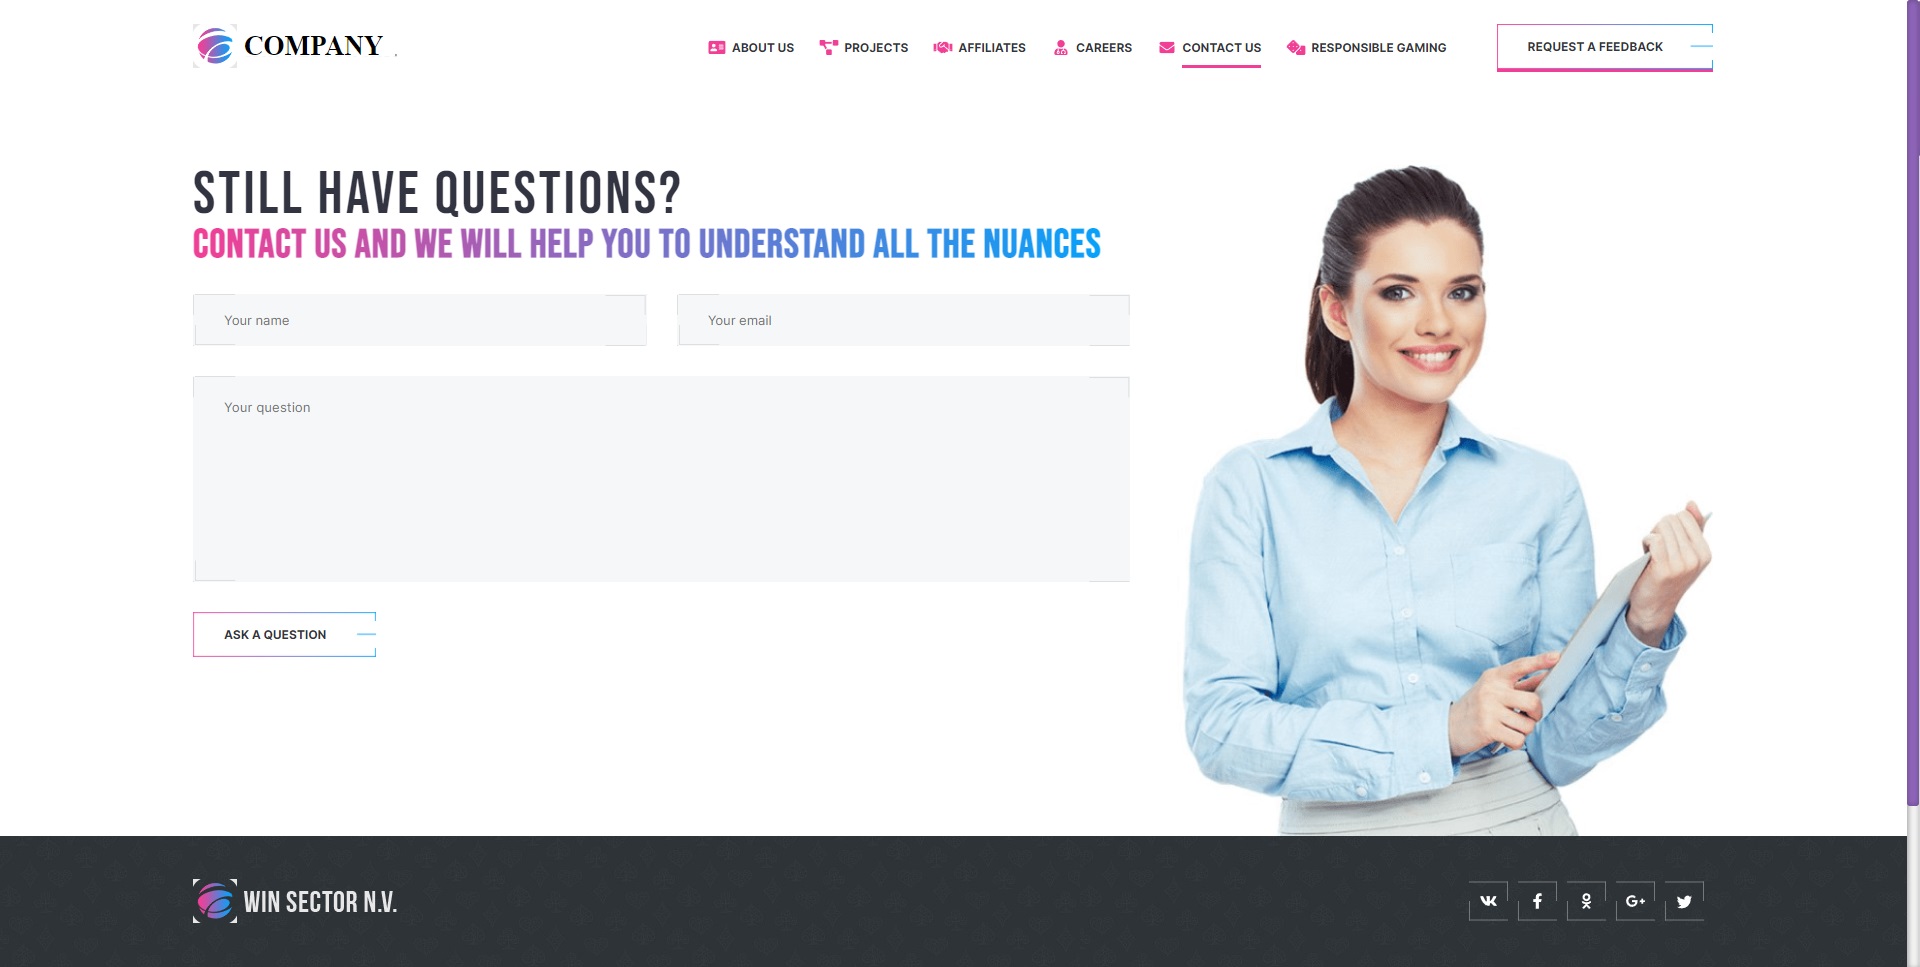 COMPANY
ABOUT US
PROJECTS
AFFILIATES
CAREERS
CONTACT US
RESPONSIBLE GAMING
REQUEST A FEEDBACK
STILL HAVE QUESTIONS?
CONTACT US AND WE WILL HELP YOU TO UNDERSTAND ALL THE NUANCES
Your name
Your email
Your question
ASK A QUESTION
WIN SECTOR N.V.
G+